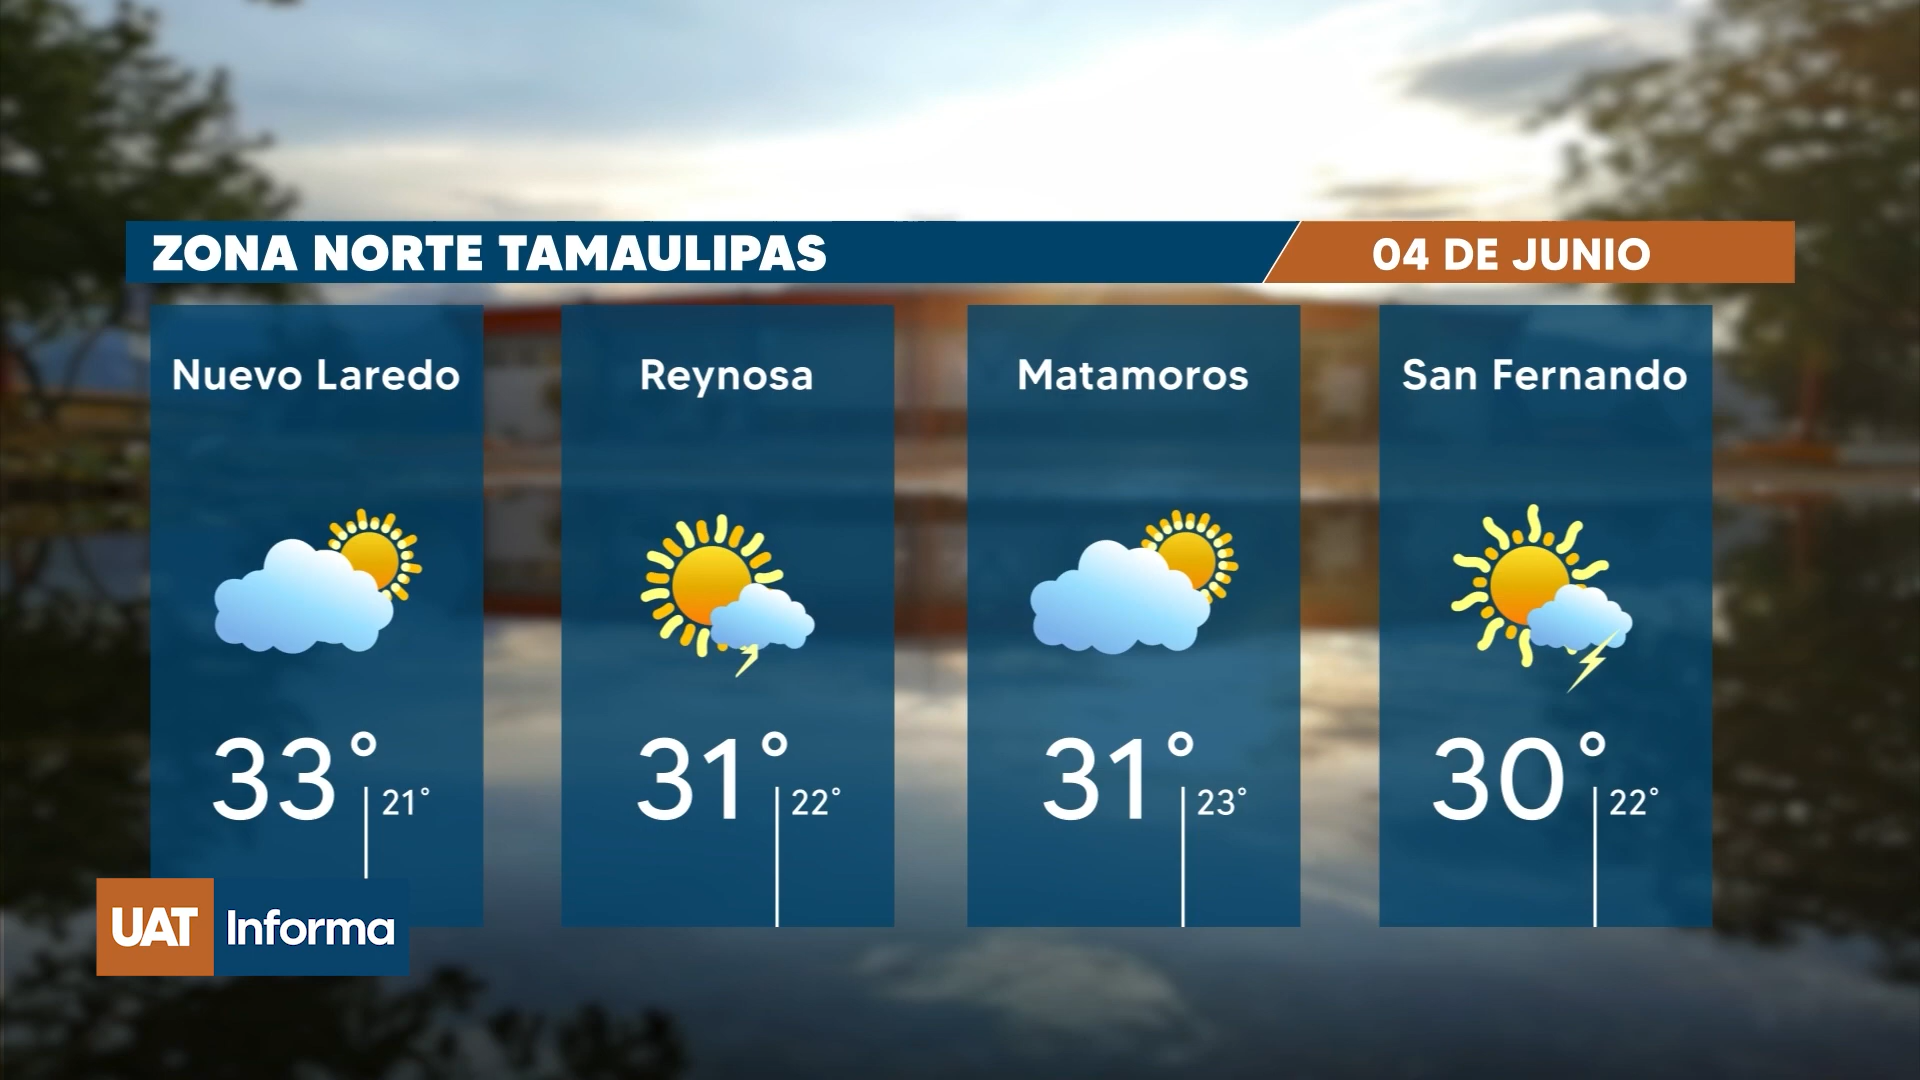 ZONA NORTE TAMAULIPAS
04 DE JUNIO
Nuevo Laredo
33°
21°
Reynosa
31°
22°
Matamoros
31°
23°
San Fernando
30°
22°
UAT Informa